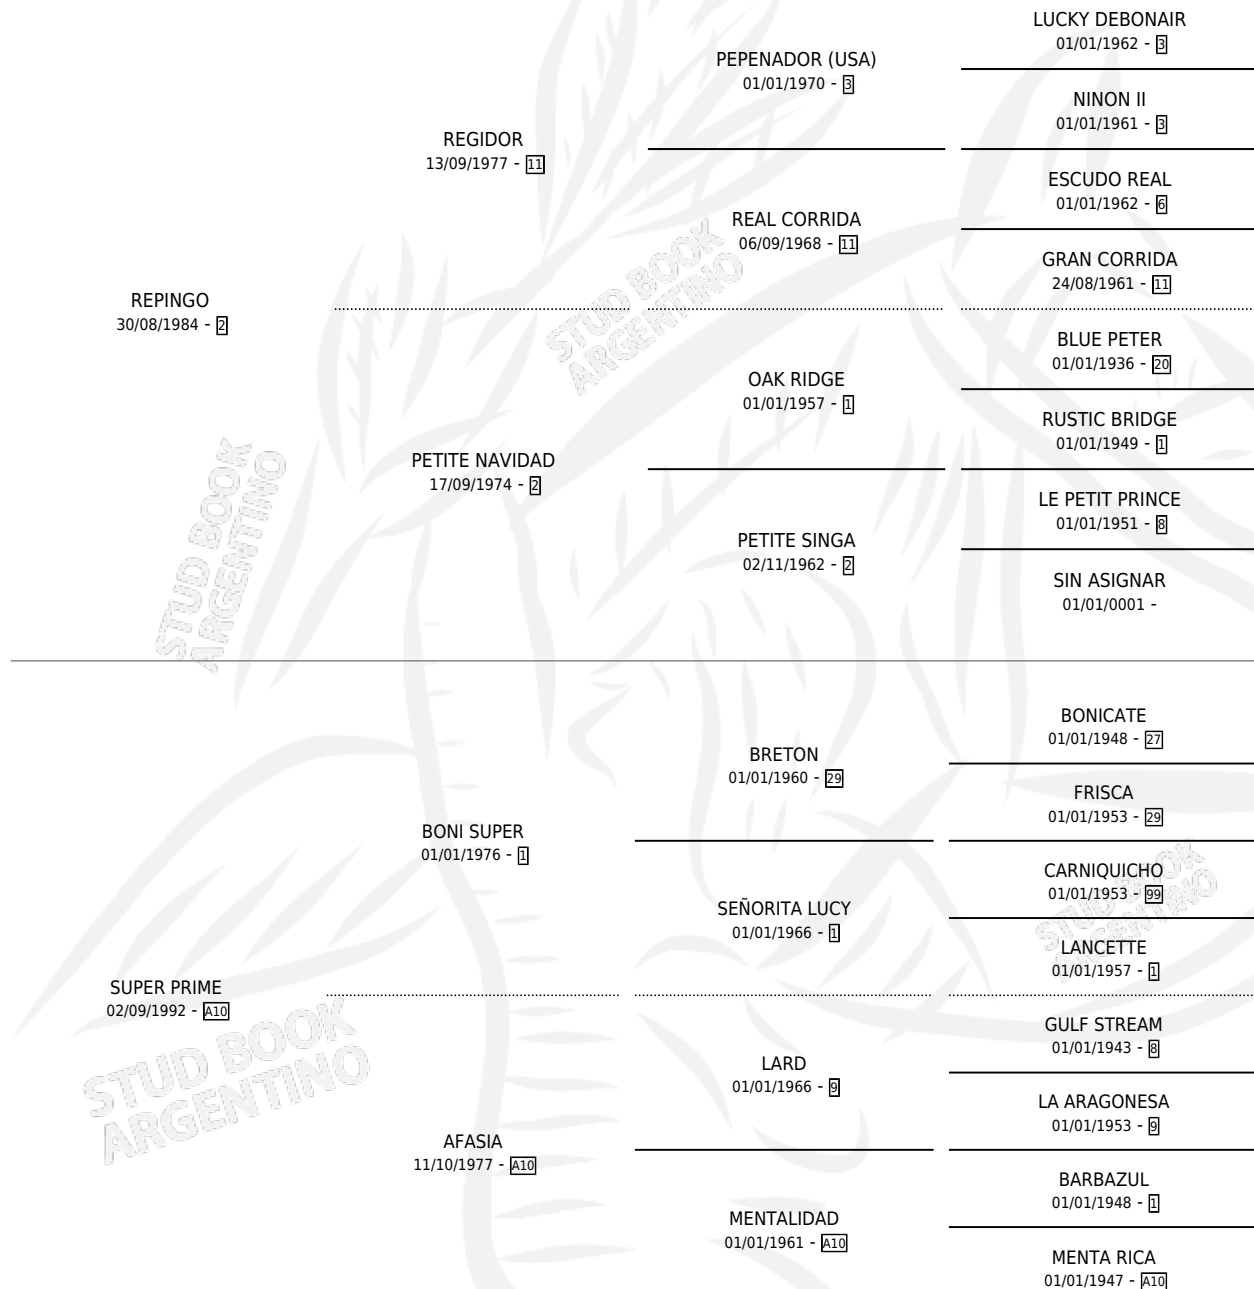 LUCKY DEBONAIR
01/01/1962 - 3
PEPENADOR (USA)
01/01/1970 - 3
NINON II
01/01/1961 - 3
REGIDOR
13/09/1977 - 11
ESCUDO REAL
01/01/1962 - 6
REAL CORRIDA
06/09/1968 - 11
GRAN CORRIDA
24/08/1961 - 11
REPINGO
30/08/1984 - 2
BLUE PETER
01/01/1936 - 20
OAK RIDGE
01/01/1957 - 1
RUSTIC BRIDGE
01/01/1949 - 1
PETITE NAVIDAD
17/09/1974 - 2
LE PETIT PRINCE
01/01/1951 - 8
PETITE SINGA
02/11/1962 - 2
SIN ASIGNAR
01/01/0001 -
BONICATE
01/01/1948 - 27
BRETON
01/01/1960 - 29
FRISCA
01/01/1953 - 29
BONI SUPER
01/01/1976 - 1
CARNIQUICHO
01/01/1953 - 99
SEÑORITA LUCY
01/01/1966 - 1
LANCETTE
01/01/1957 - 1
SUPER PRIME
02/09/1992 - A10
GULF STREAM
01/01/1943 - 8
LARD
01/01/1966 - 9
LA ARAGONESA
01/01/1953 - 9
AFASIA
11/10/1977 - A10
BARBAZUL
01/01/1948 - 1
MENTALIDAD
01/01/1961 - A10
MENTA RICA
01/01/1947 - A10
STUD BOOK
ARGENTINO
STUD BOOK
ARGENTINO
STUD BOOK
ARGENTINO
STUD BOOK
ARGENTINO